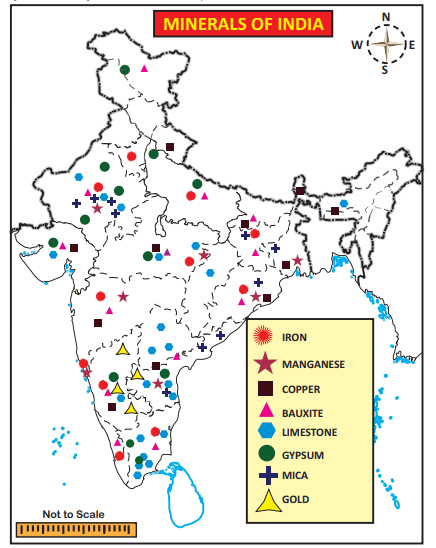 MINERALS OF INDIA
N
W E
S
IRON
MANGANESE
COPPER
BAUXITE
LIMESTONE
GYPSUM
MICA
GOLD
Not to Scale